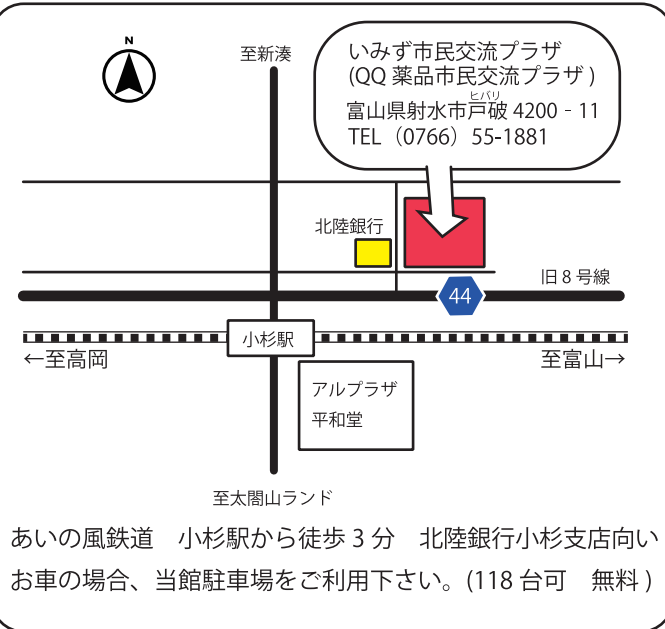 N
至新湊
いみず市民交流プラザ
(QQ 薬品市民交流プラザ )
ヒバリ
富山県射水市戸破 4200 - 11
TEL（0766）55-1881
北陸銀行
旧 8 号線
44
小杉駅
←至高岡
至富山→
アルプラザ
平和堂
至太閤山ランド
あいの風鉄道　小杉駅から徒歩 3 分　北陸銀行小杉支店向い
お車の場合、当館駐車場をご利用下さい。(118 台可　無料 )